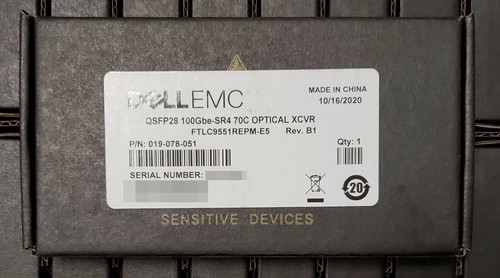 DELLEMC
MADE IN CHINA
10/16/2020
QSFP28 100Gbe-SR4 70C OPTICAL XCVR
FTLC9551REPM-E5 Rev. B1
P/N: 019-078-051
Qty: 1
SERIAL NUMBER:
20
SENSITIVE DEVICES